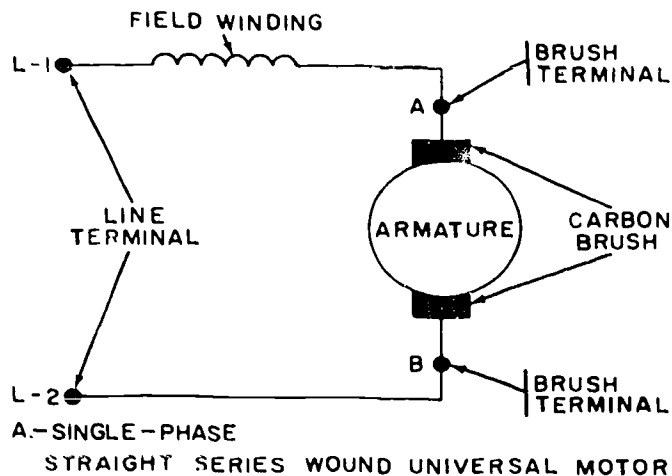 FIELD WINDING
L-1
BRUSH
TERMINAL
A
LINE
TERMINAL
ARMATURE
CARBON
BRUSH
B
L-2
BRUSH
TERMINAL
A.-SINGLE-PHASE
STRAIGHT SERIES WOUND UNIVERSAL MOTOR